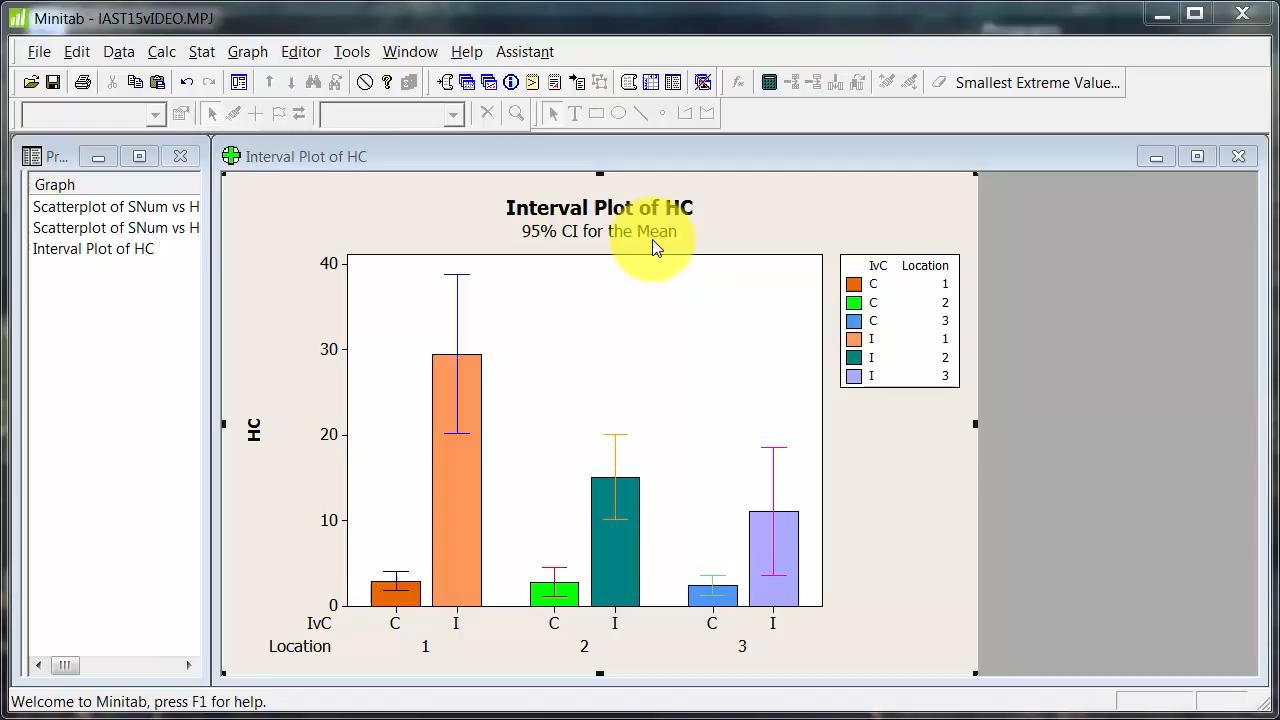 Minitab - IAST15vIDEO.MPJ
File Edit Data Calc Stat Graph Editor Tools Window Help Assistant
Smallest Extreme Value...
Pr...
Interval Plot of HC
Graph
Scatterplot of SNum vs H
Scatterplot of SNum vs H
Interval Plot of HC
Interval Plot of HC
95% CI for the Mean
IvC Location
C 1
C 2
C 3
I 1
I 2
I 3
40
30
20
10
0
HC
IvC C I C I C I
Location 1 2 3
Welcome to Minitab, press F1 for help.